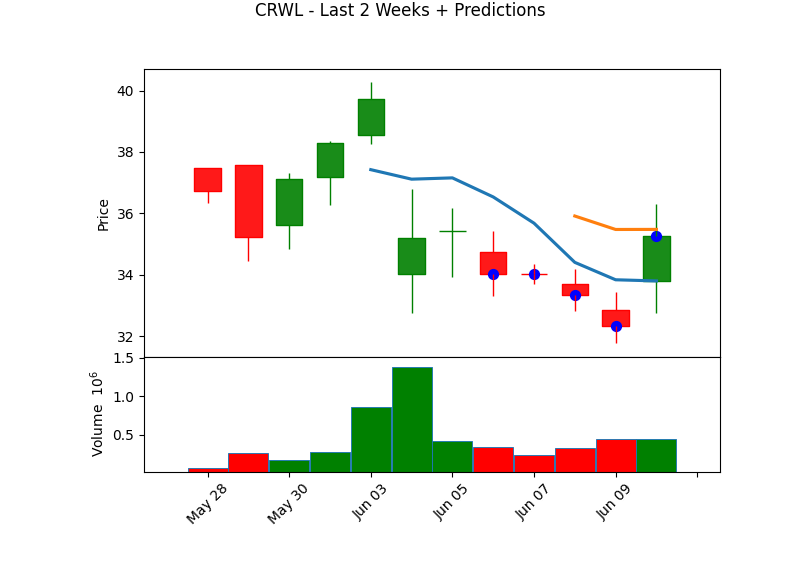 CRWL - Last 2 Weeks + Predictions
Price
40
38
36
34
32
Volume 10^6
1.5
1.0
0.5
May 28
May 30
Jun 03
Jun 05
Jun 07
Jun 09